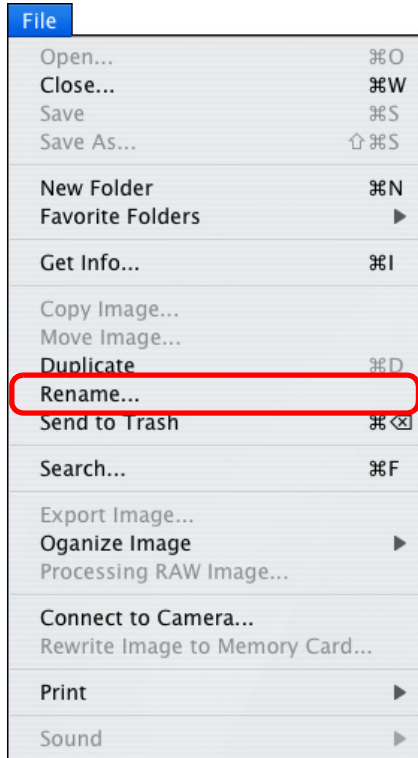 File
Open... ⌘O
Close... ⌘W
Save ⌘S
Save As... ⇧⌘S
New Folder ⌘N
Favorite Folders ▶
Get Info... ⌘I
Copy Image...
Move Image...
Duplicate ⌘D
Rename...
Send to Trash ⌘⌫
Search... ⌘F
Export Image...
Oganize Image ▶
Processing RAW Image...
Connect to Camera...
Rewrite Image to Memory Card...
Print ▶
Sound ▶